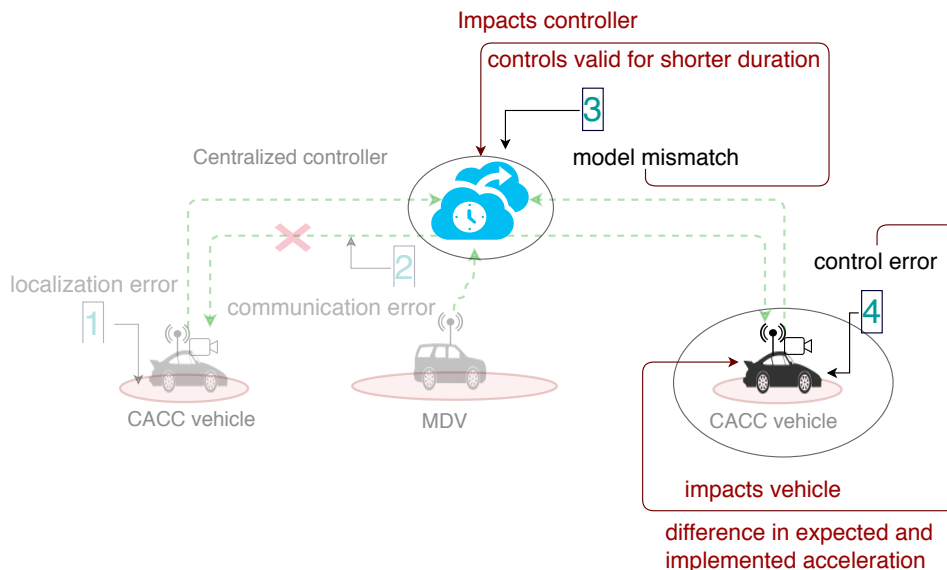 Impacts controller
controls valid for shorter duration
3
Centralized controller
model mismatch
control error
2
localization error
communication error
1
4
CACC vehicle
MDV
CACC vehicle
impacts vehicle
difference in expected and
implemented acceleration